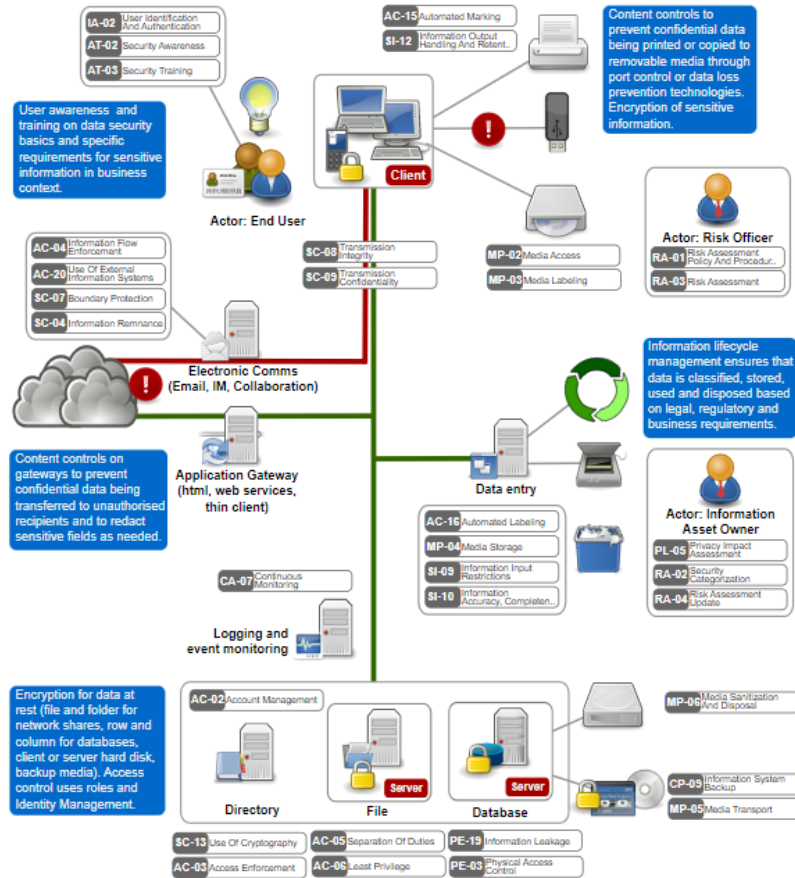 IA-02 User Identification
And Authentication
AT-02 Security Awareness
AT-03 Security Training
AC-15 Automated Marking
SI-12 Information Output
Handling And Retent..
Content controls to
prevent confidential data
being printed or copied to
removable media through
port control or data loss
prevention technologies.
Encryption of sensitive
information.
User awareness and
training on data security
basics and specific
requirements for sensitive
information in business
context.
Actor: End User
Client
AC-04 Information Flow
Enforcement
AC-20 Use Of External
Information Systems
SC-07 Boundary Protection
SC-04 Information Remnance
SC-08 Transmission
Integrity
SC-09 Transmission
Confidentiality
MP-02 Media Access
MP-03 Media Labeling
Actor: Risk Officer
RA-01 Risk Assessment
Policy And Procedur..
RA-03 Risk Assessment
Electronic Comms
(Email, IM, Collaboration)
Information lifecycle
management ensures that
data is classified, stored,
used and disposed based
on legal, regulatory and
business requirements.
Content controls on
gateways to prevent
confidential data being
transferred to unauthorised
recipients and to redact
sensitive fields as needed.
Application Gateway
(html, web services,
thin client)
Data entry
AC-16 Automated Labeling
MP-04 Media Storage
SI-09 Information Input
Restrictions
SI-10 Information
Accuracy, Completen..
Actor: Information
Asset Owner
PL-05 Privacy Impact
Assessment
RA-02 Security
Categorization
RA-04 Risk Assessment
Update
CA-07 Continuous
Monitoring
Logging and
event monitoring
Encryption for data at
rest (file and folder for
network shares, row and
column for databases,
client or server hard disk,
backup media). Access
control uses roles and
Identity Management.
AC-02 Account Management
Directory
Server
File
Server
Database
MP-06 Media Sanitization
And Disposal
CP-09 Information System
Backup
MP-05 Media Transport
SC-13 Use Of Cryptography
AC-05 Separation Of Duties
PE-19 Information Leakage
AC-03 Access Enforcement
AC-06 Least Privilege
PE-03 Physical Access
Control